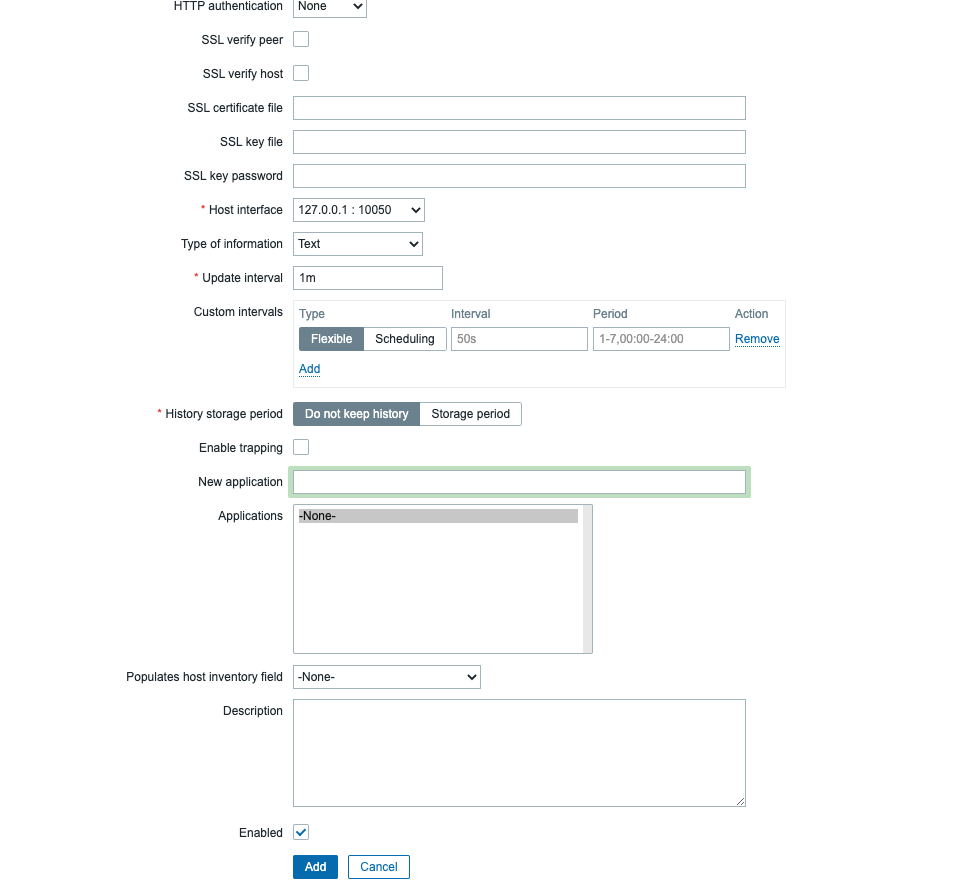 HTTP authentication None
SSL verify peer
SSL verify host
SSL certificate file
SSL key file
SSL key password
* Host interface 127.0.0.1 : 10050
Type of information Text
* Update interval 1m
Custom intervals Type Interval Period Action
Flexible Scheduling 50s 1-7,00:00-24:00 Remove
Add
* History storage period Do not keep history Storage period
Enable trapping
New application
Applications -None-
Populates host inventory field -None-
Description
Enabled
Add Cancel